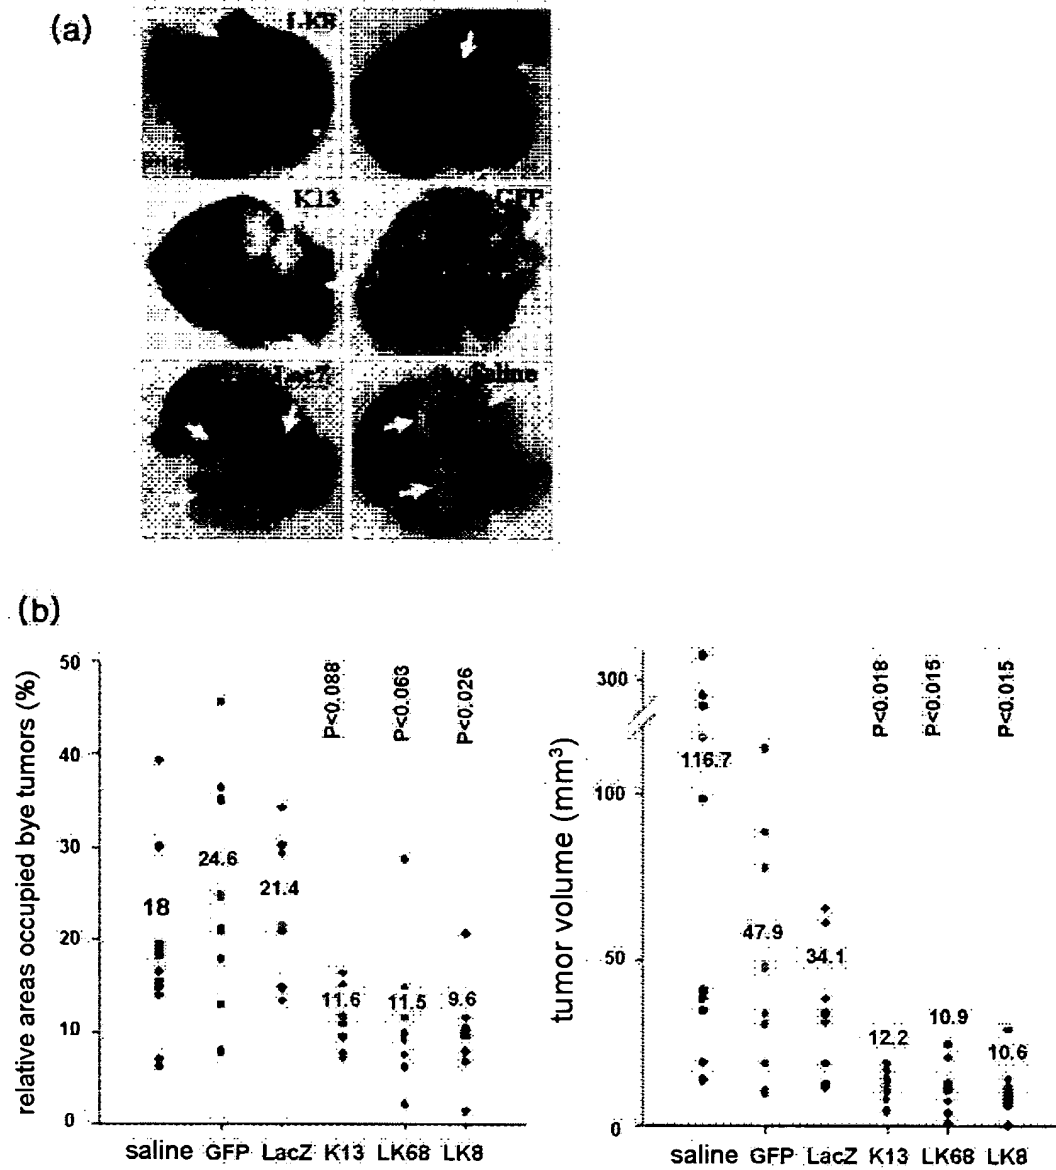 (a)
LK8
K13
GFP
LacZ
Saline
(b)
relative areas occupied bye tumors (%)
50
40
30
20
10
0
18
24.6
21.4
11.6
11.5
9.6
P<0.088
P<0.063
P<0.026
saline GFP LacZ K13 LK68 LK8
tumor volume (mm³)
300
100
50
0
116.7
47.9
34.1
12.2
10.9
10.6
P<0.018
P<0.015
P<0.015
saline GFP LacZ K13 LK68 LK8